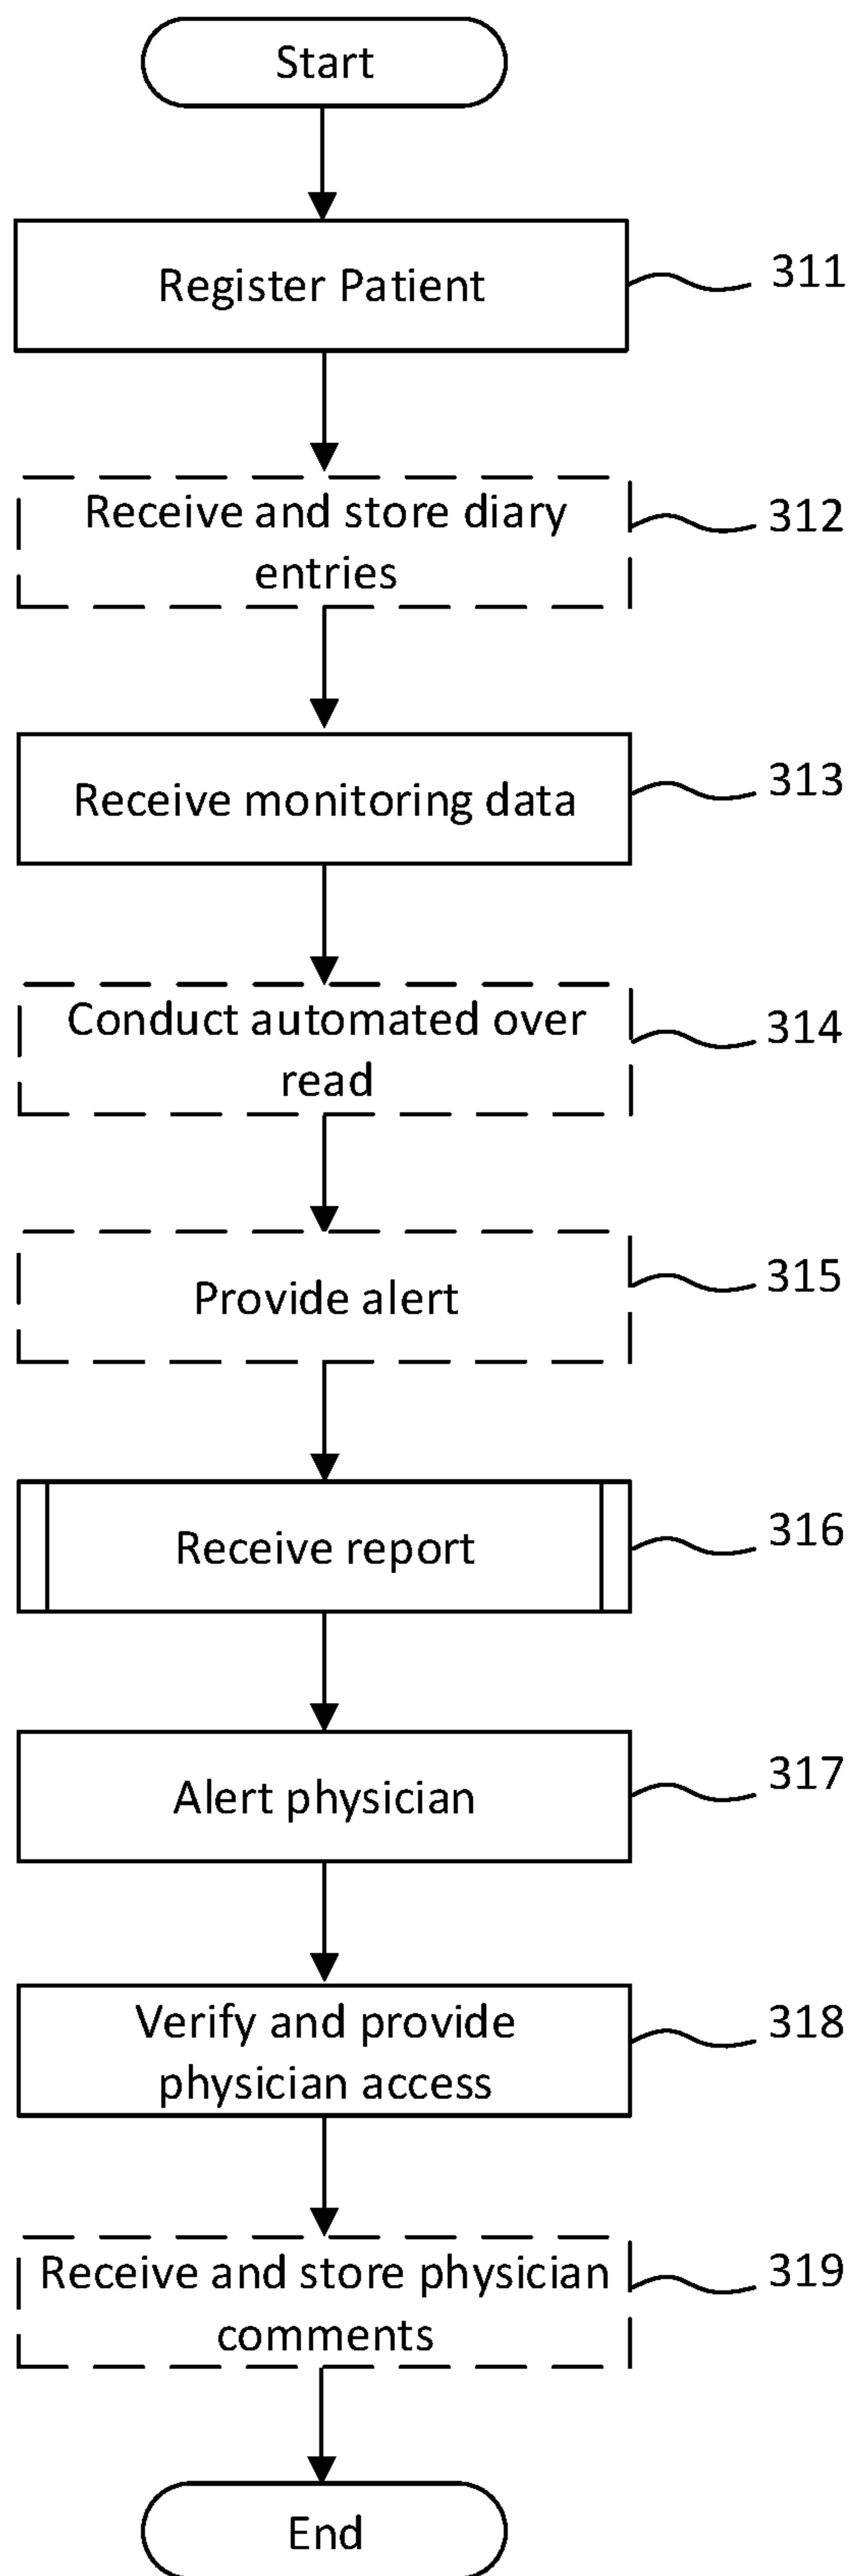 Start
Register Patient
311
Receive and store diary
entries
312
Receive monitoring data
313
Conduct automated over
read
314
Provide alert
315
Receive report
316
Alert physician
317
Verify and provide
physician access
318
Receive and store physician
comments
319
End